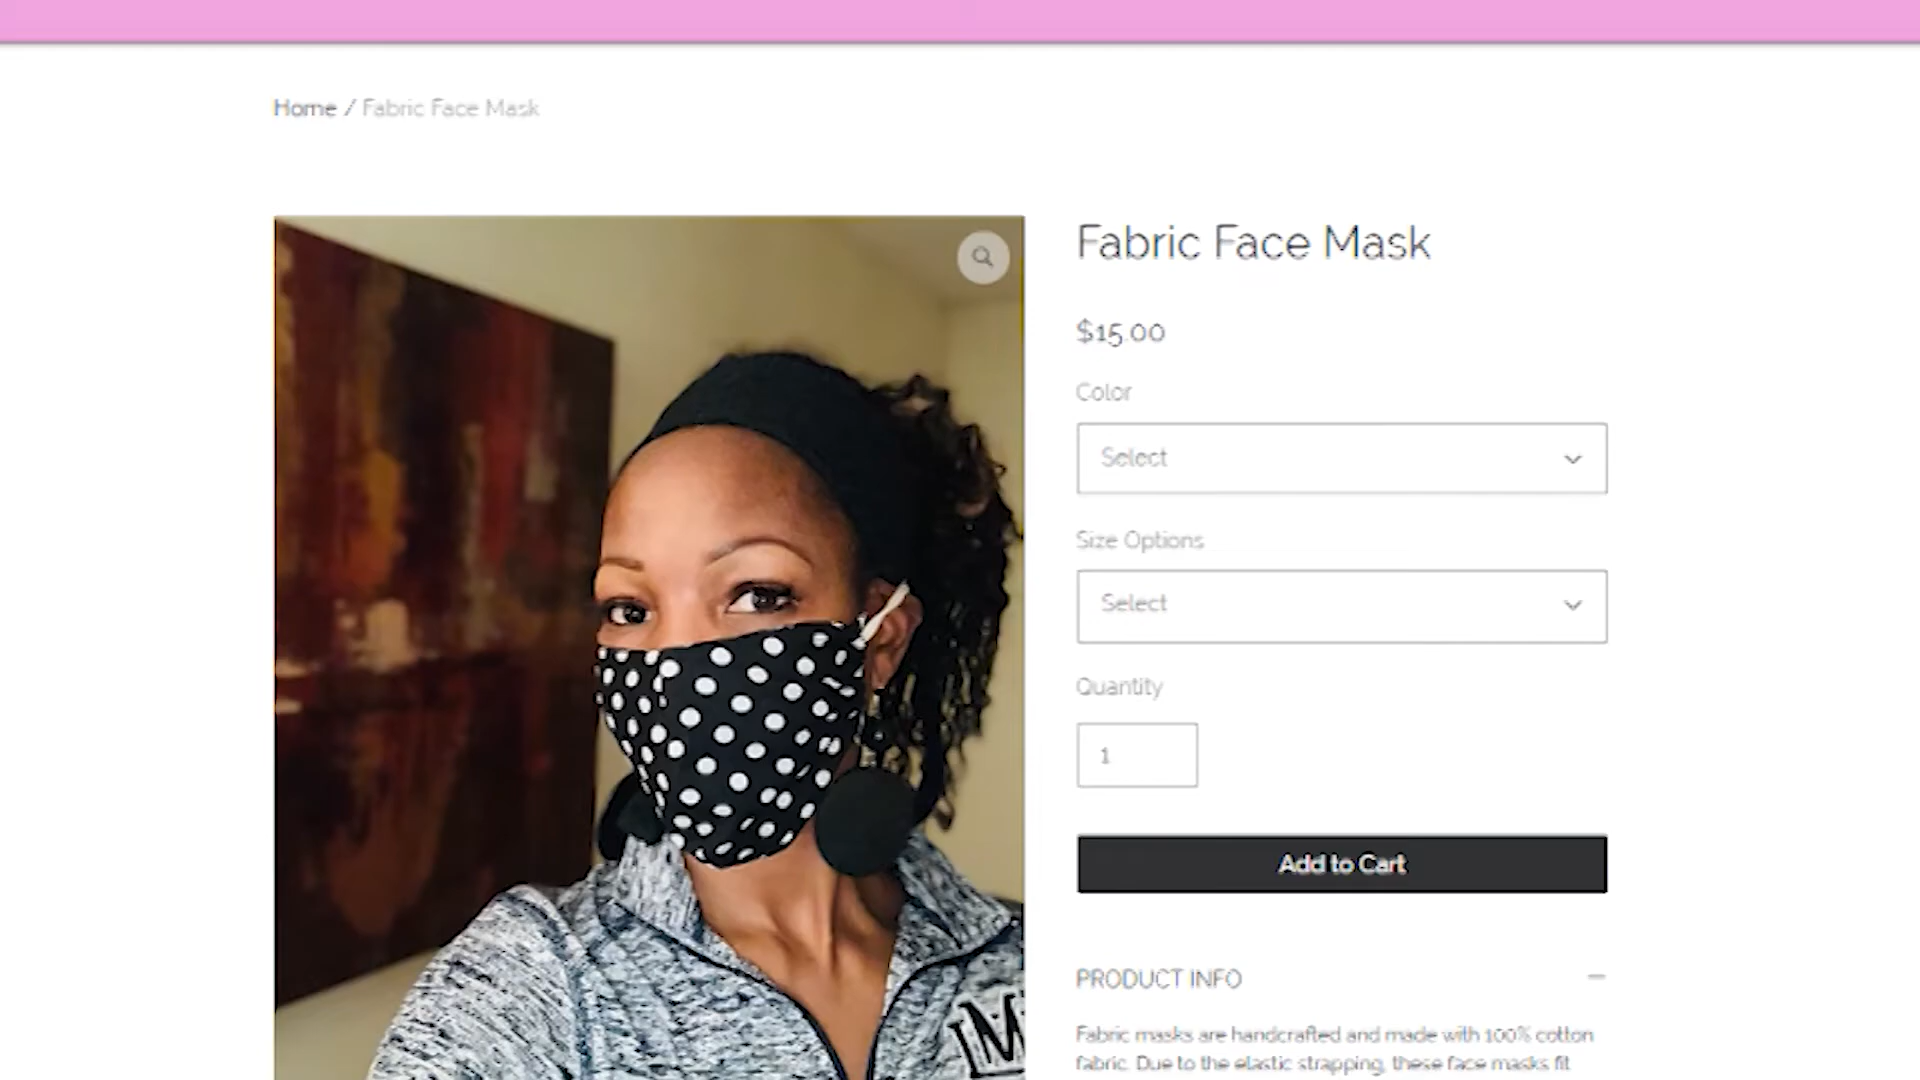 Home / Fabric Face Mask
Fabric Face Mask
$15.00
Color
Select
Size Options
Select
Quantity
1
Add to Cart
PRODUCT INFO
Fabric masks are handcrafted and made with 100% cotton
fabric. Due to the elastic strapping, these face masks fit